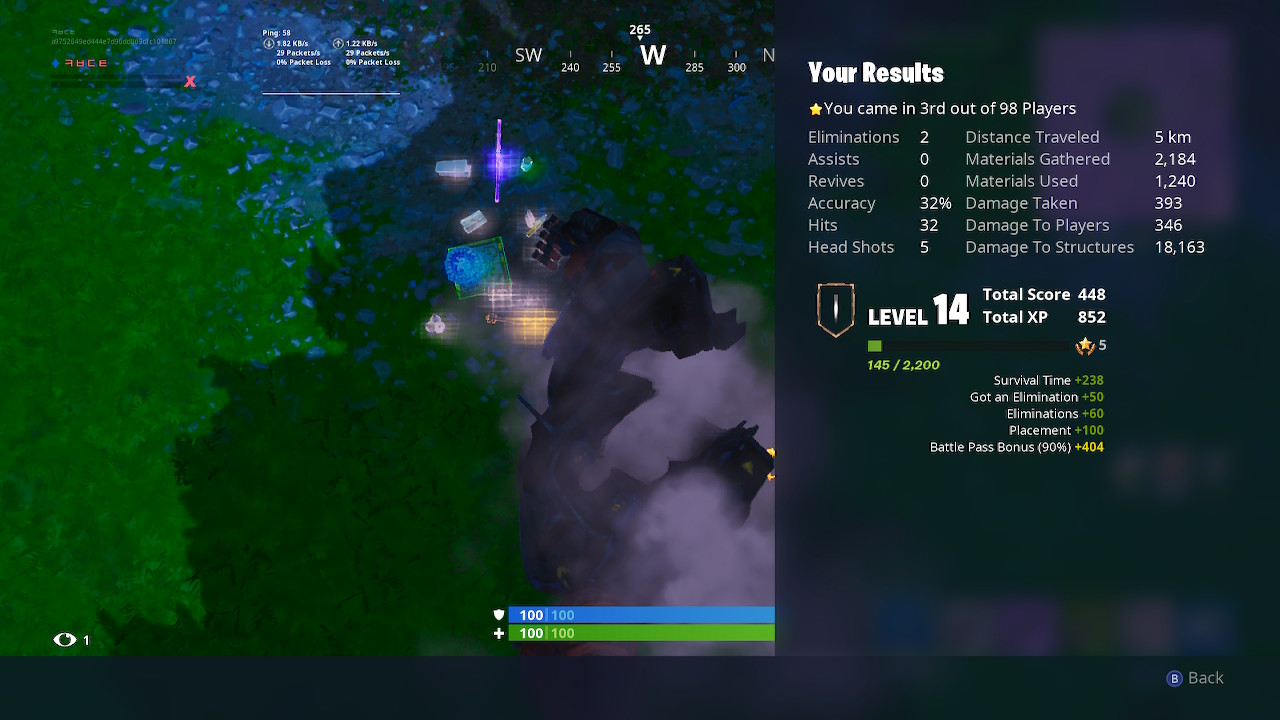 Ping: 58
1.82 KB/s 1.22 KB/s
29 Packets/s 29 Packets/s
0% Packet Loss 0% Packet Loss
265
210 SW 240 255 W 285 300 N
Your Results
You came in 3rd out of 98 Players
Eliminations 2 Distance Traveled 5 km
Assists 0 Materials Gathered 2,184
Revives 0 Materials Used 1,240
Accuracy 32% Damage Taken 393
Hits 32 Damage To Players 346
Head Shots 5 Damage To Structures 18,163
LEVEL 14
Total Score 448
Total XP 852
5
145 / 2,200
Survival Time +238
Got an Elimination +50
Eliminations +60
Placement +100
Battle Pass Bonus (90%) +404
100 100
100 100
1
B Back